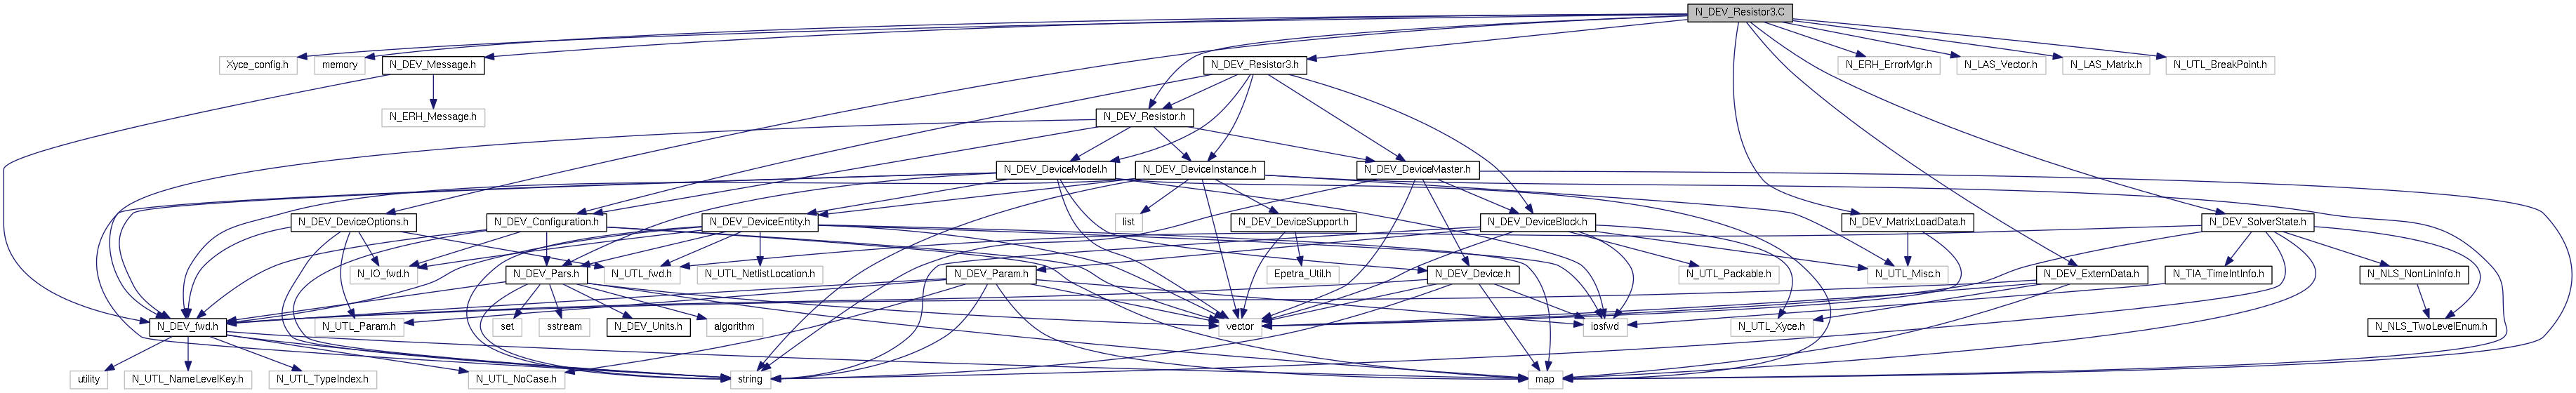 N_DEV_Resistor3.C
Xyce_config.h
memory
N_DEV_Message.h
N_DEV_Resistor3.h
N_ERH_ErrorMgr.h
N_LAS_Vector.h
N_LAS_Matrix.h
N_UTL_BreakPoint.h
N_ERH_Message.h
N_DEV_Resistor.h
N_DEV_DeviceModel.h
N_DEV_DeviceInstance.h
N_DEV_DeviceMaster.h
N_DEV_DeviceOptions.h
N_DEV_Configuration.h
N_DEV_DeviceEntity.h
list
N_DEV_DeviceSupport.h
N_DEV_DeviceBlock.h
N_DEV_MatrixLoadData.h
N_DEV_SolverState.h
N_IO_fwd.h
N_DEV_Pars.h
N_UTL_fwd.h
N_UTL_NetlistLocation.h
N_DEV_Param.h
Epetra_Util.h
N_DEV_Device.h
N_UTL_Packable.h
N_UTL_Misc.h
N_DEV_ExternData.h
N_TIA_TimeIntInfo.h
N_NLS_NonLinInfo.h
N_DEV_fwd.h
N_UTL_Param.h
set
sstream
N_DEV_Units.h
algorithm
vector
iosfwd
N_UTL_Xyce.h
N_NLS_TwoLevelEnum.h
utility
N_UTL_NameLevelKey.h
N_UTL_TypeIndex.h
N_UTL_NoCase.h
string
map